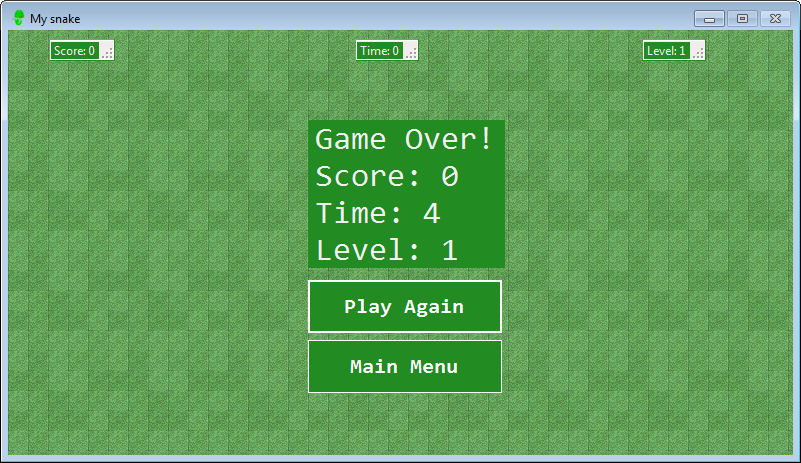 My snake
Score: 0
Time: 0
Level: 1
Game Over!
Score: 0
Time: 4
Level: 1
Play Again
Main Menu